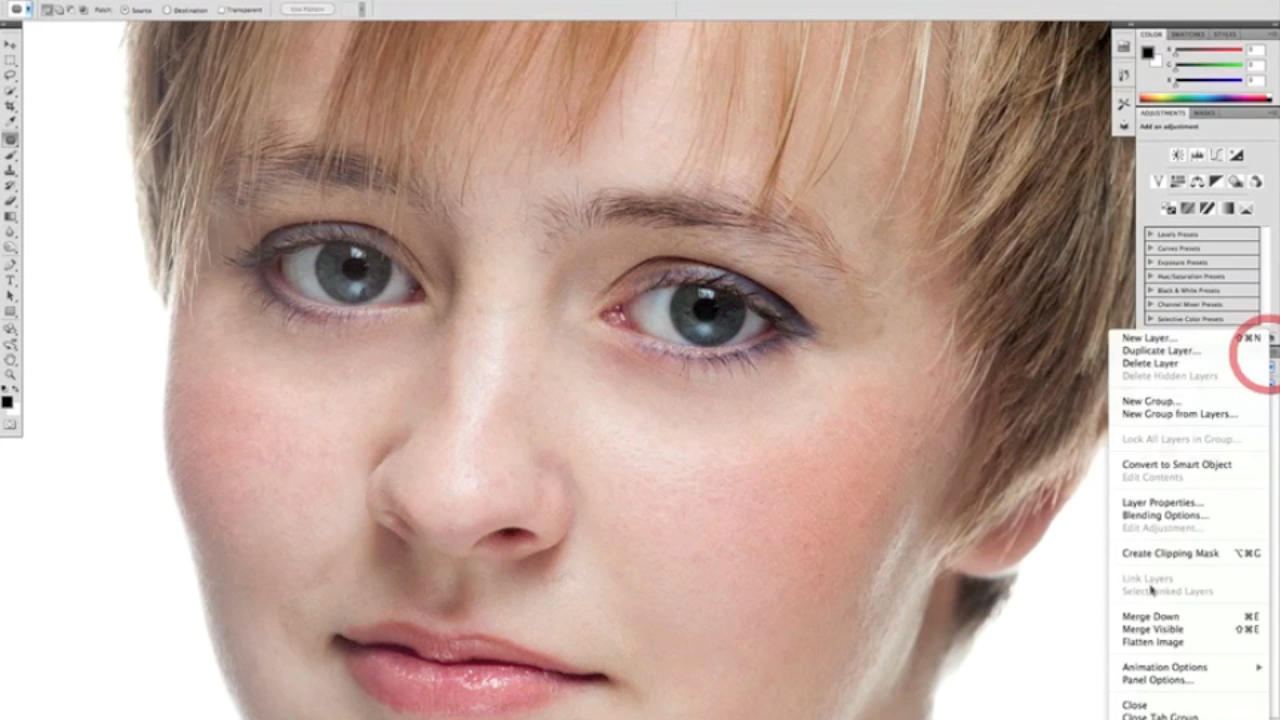 Patch: Source Destination Transparent Use Pattern
COLOR SWATCHES STYLES
R 0
G 0
B 0
ADJUSTMENTS MASKS
Add an adjustment
Levels Presets
Curves Presets
Exposure Presets
Hue/Saturation Presets
Black & White Presets
Channel Mixer Presets
Selective Color Presets
New Layer... ⇧⌘N
Duplicate Layer...
Delete Layer
Delete Hidden Layers
New Group...
New Group from Layers...
Lock All Layers in Group...
Convert to Smart Object
Edit Contents
Layer Properties...
Blending Options...
Edit Adjustment...
Create Clipping Mask ⌥⌘G
Link Layers
Select Linked Layers
Merge Down ⌘E
Merge Visible ⇧⌘E
Flatten Image
Animation Options
Panel Options...
Close
Close Tab Group